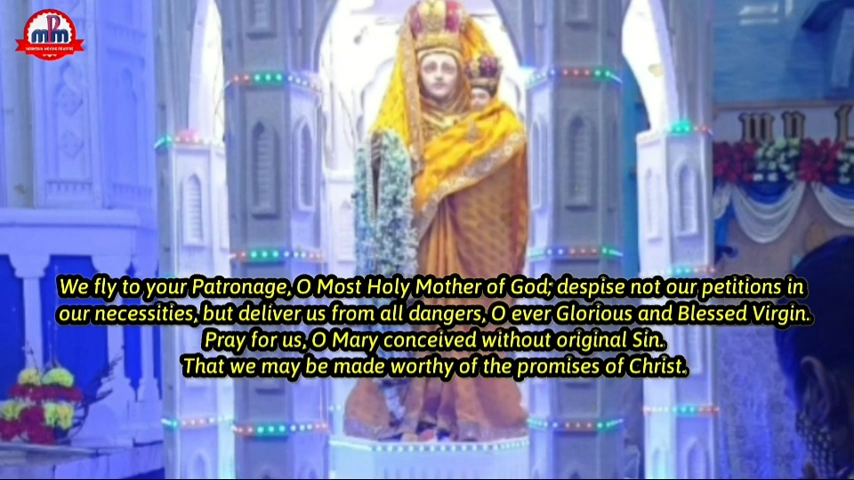 mPm
We fly to your Patronage, O Most Holy Mother of God; despise not our petitions in
our necessities, but deliver us from all dangers, O ever Glorious and Blessed Virgin.
Pray for us, O Mary conceived without original Sin.
That we may be made worthy of the promises of Christ.